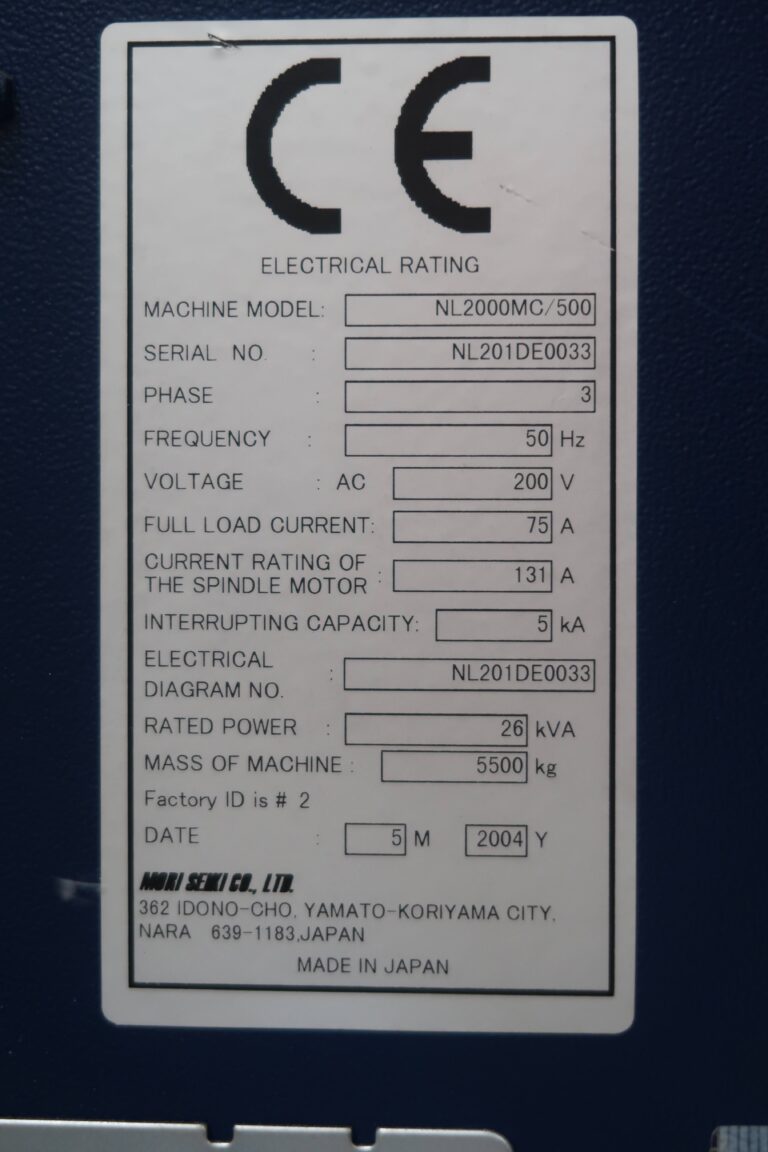 CE
ELECTRICAL RATING
MACHINE MODEL: NL2000MC/500
SERIAL NO. : NL201DE0033
PHASE : 3
FREQUENCY : 50 Hz
VOLTAGE : AC 200 V
FULL LOAD CURRENT: 75 A
CURRENT RATING OF
THE SPINDLE MOTOR : 131 A
INTERRUPTING CAPACITY: 5 kA
ELECTRICAL
DIAGRAM NO. : NL201DE0033
RATED POWER : 26 kVA
MASS OF MACHINE : 5500 kg
Factory ID is # 2
DATE : 5 M 2004 Y
MORI SEIKI CO., LTD.
362 IDONO-CHO, YAMATO-KORIYAMA CITY,
NARA 639-1183,JAPAN
MADE IN JAPAN